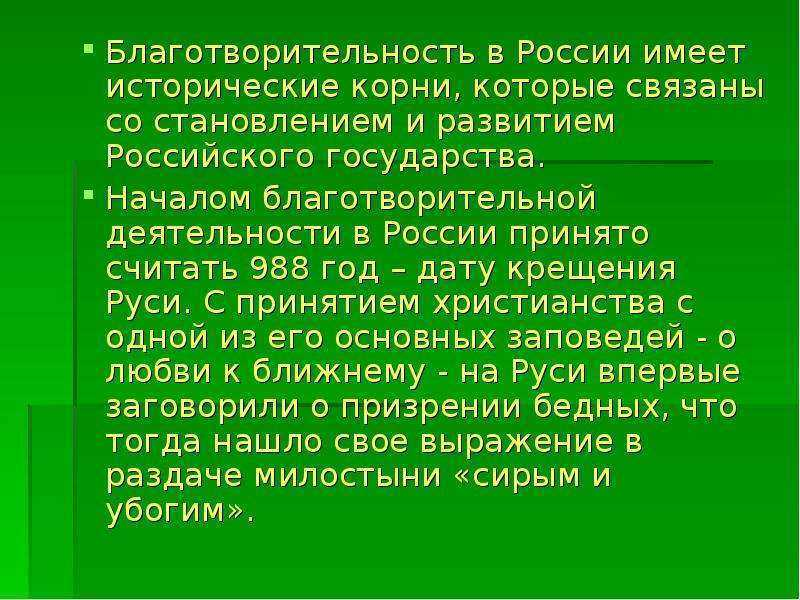 Благотворительность в России имеет
исторические корни, которые связаны
со становлением и развитием
Российского государства.
Началом благотворительной
деятельности в России принято
считать 988 год – дату крещения
Руси. С принятием христианства с
одной из его основных заповедей - о
любви к ближнему - на Руси впервые
заговорили о призрении бедных, что
тогда нашло свое выражение в
раздаче милостыни «сирым и
убогим».